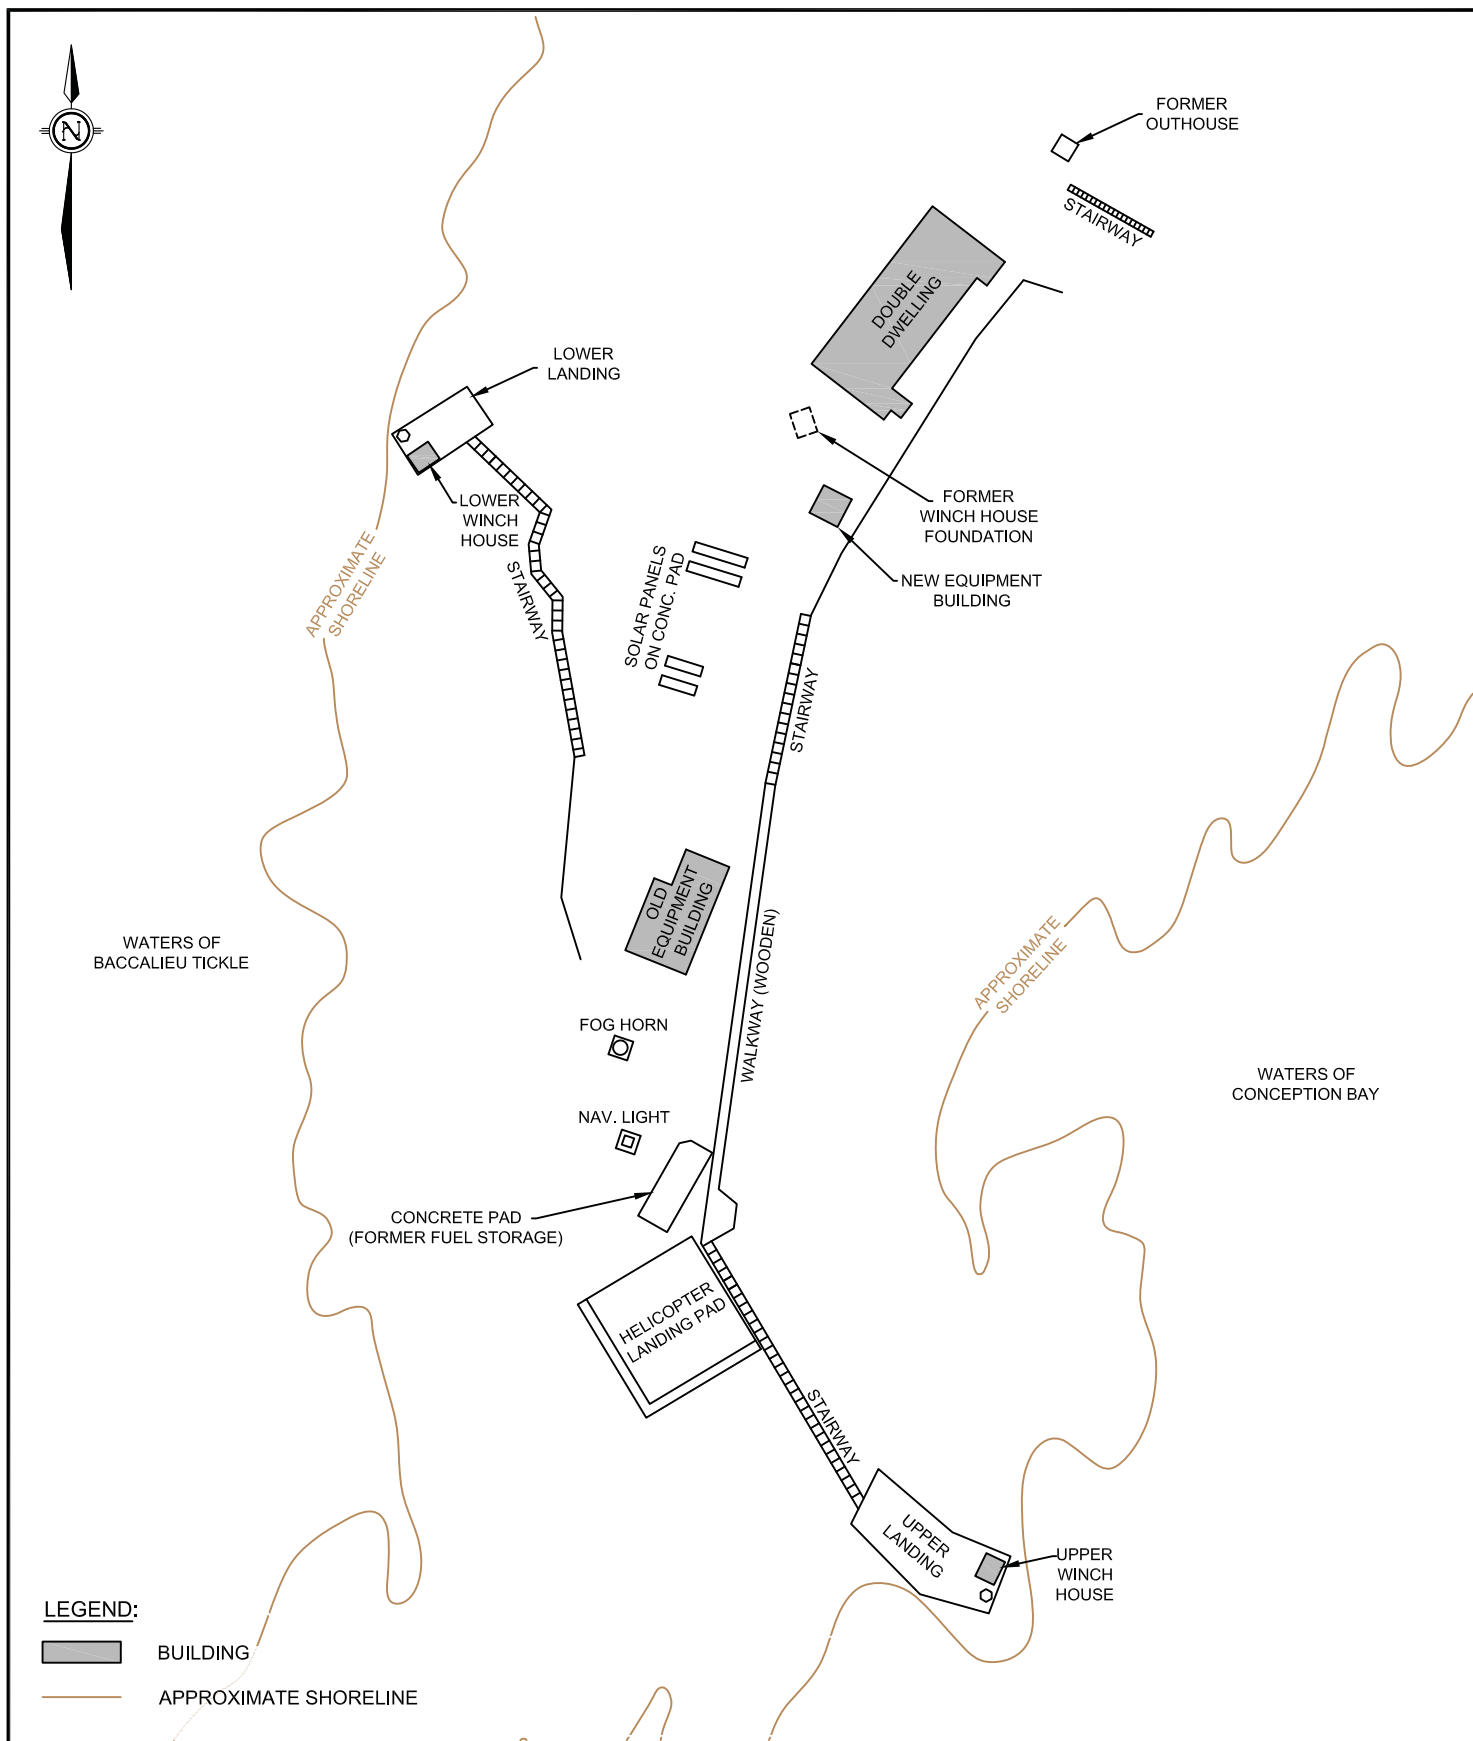 N
FORMER
OUTHOUSE
STAIRWAY
DOUBLE
DWELLING
LOWER
LANDING
LOWER
WINCH
HOUSE
FORMER
WINCH HOUSE
FOUNDATION
APPROXIMATE
SHORELINE
STAIRWAY
SOLAR PANELS
ON CONC. PAD
NEW EQUIPMENT
BUILDING
STAIRWAY
OLD
EQUIPMENT
BUILDING
WATERS OF
BACCALIEU TICKLE
WALKWAY (WOODEN)
APPROXIMATE
SHORELINE
FOG HORN
WATERS OF
CONCEPTION BAY
NAV. LIGHT
CONCRETE PAD
(FORMER FUEL STORAGE)
HELICOPTER
LANDING PAD
STAIRWAY
UPPER
LANDING
UPPER
WINCH
HOUSE
LEGEND:
BUILDING
APPROXIMATE SHORELINE